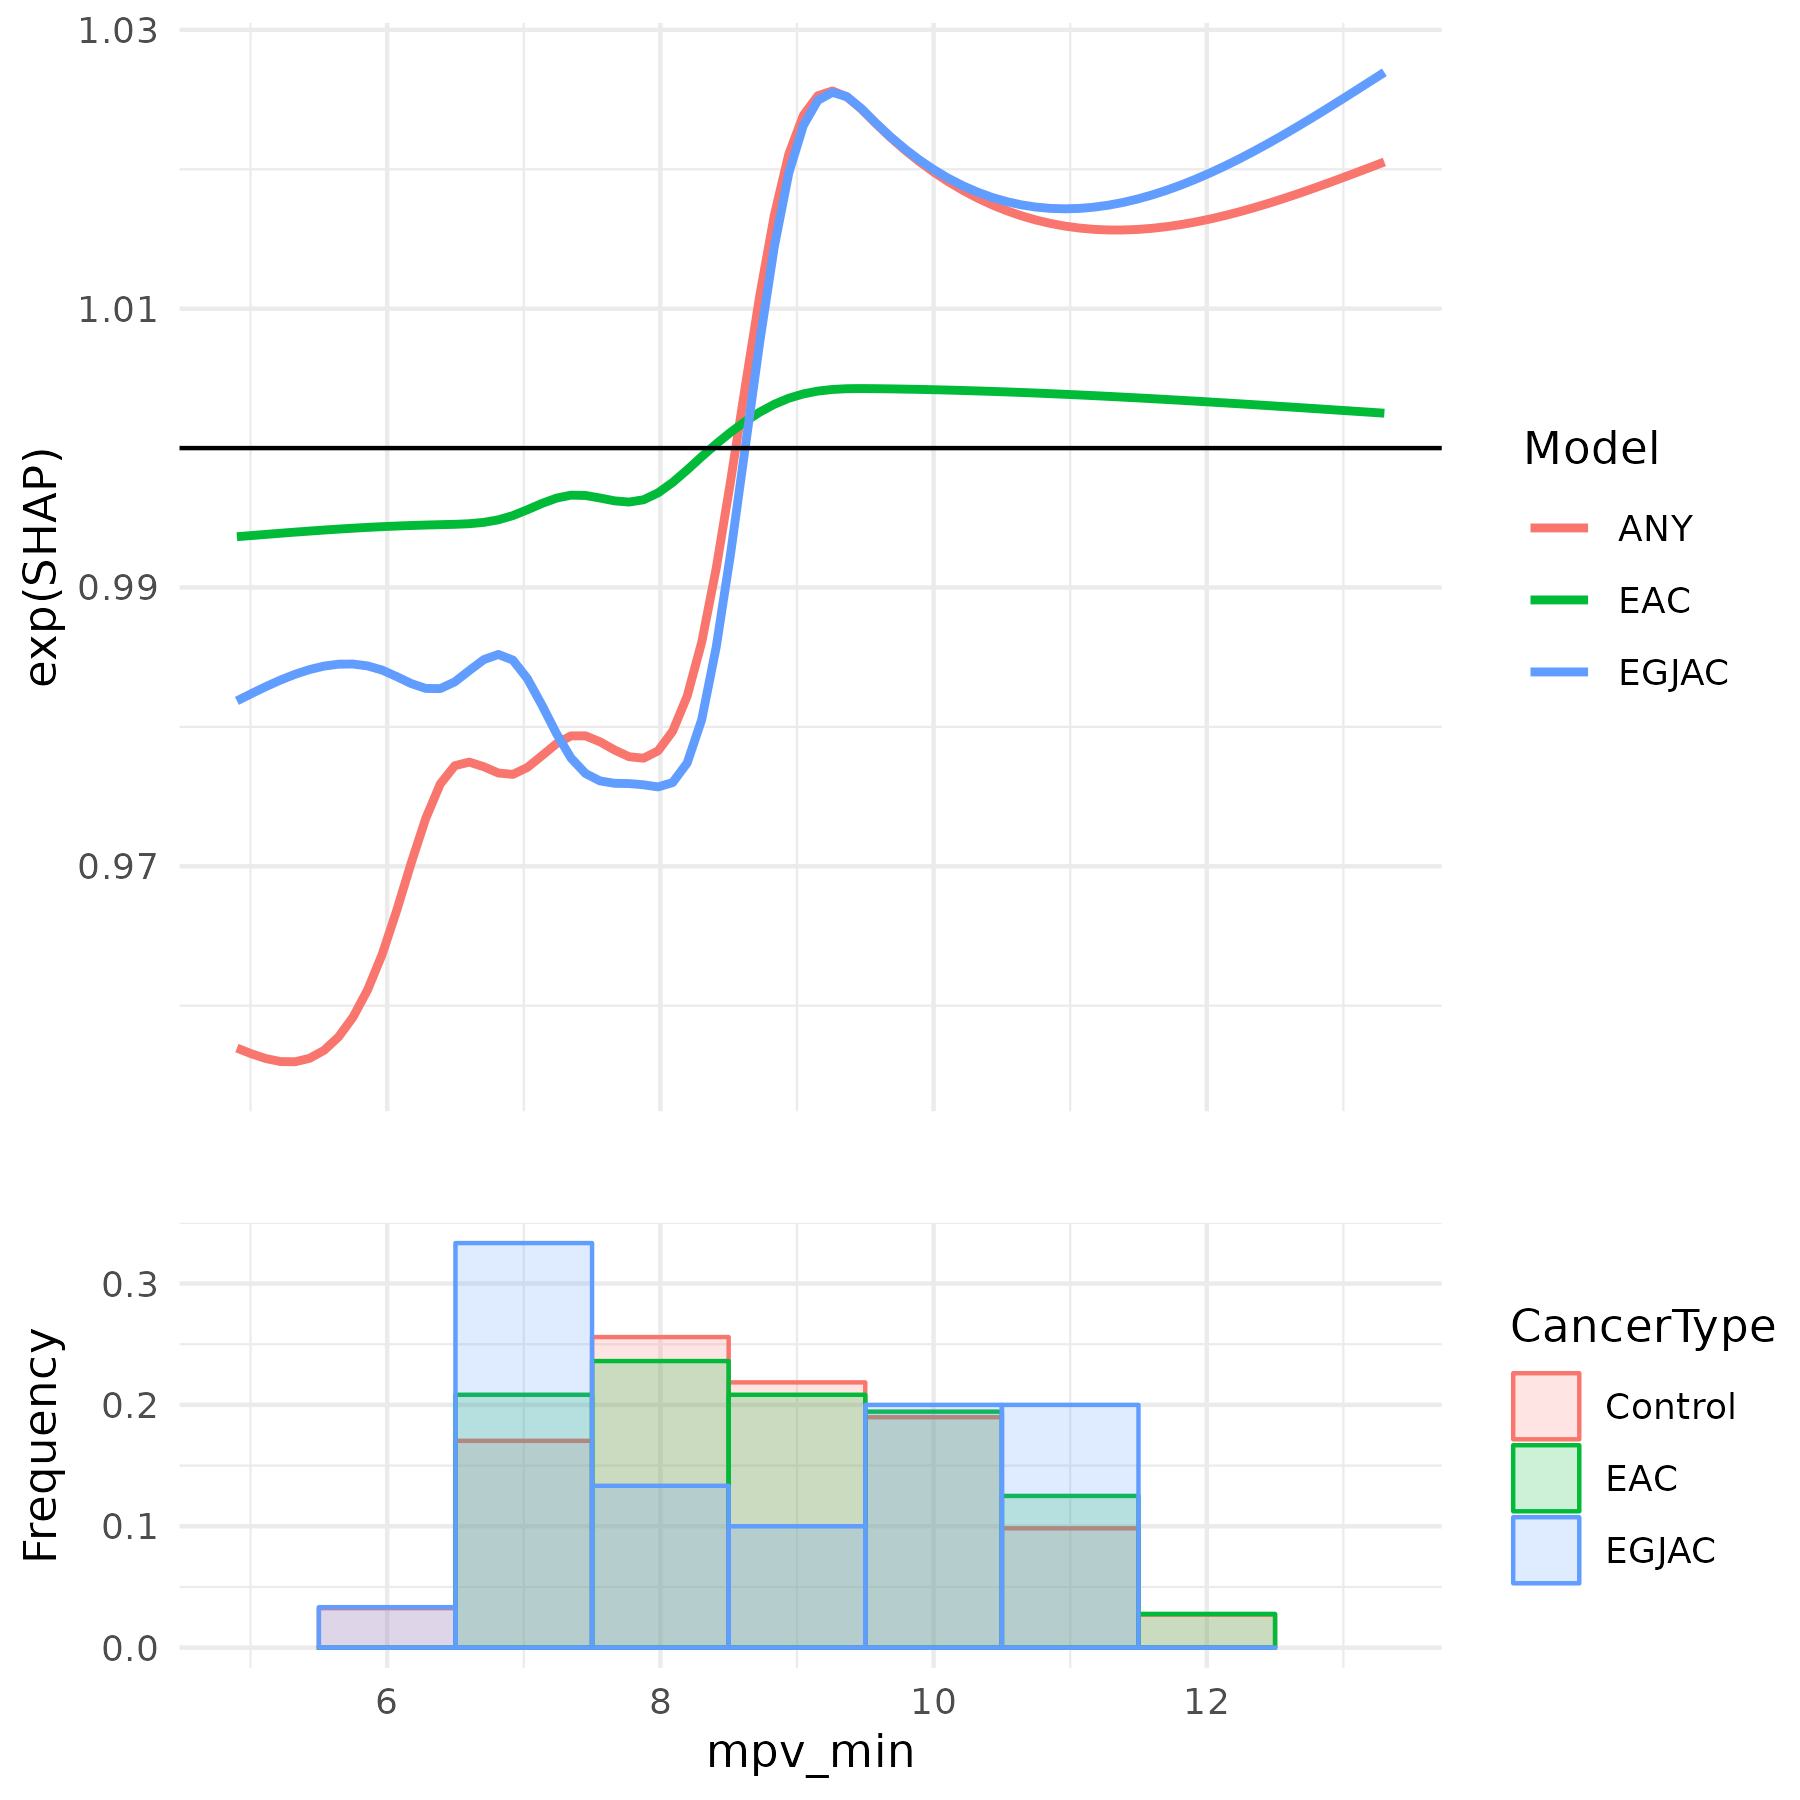 1.03
1.01
0.99
0.97
exp(SHAP)
Model
ANY
EAC
EGJAC
0.3
0.2
0.1
0.0
Frequency
6 8 10 12
mpv_min
CancerType
Control
EAC
EGJAC